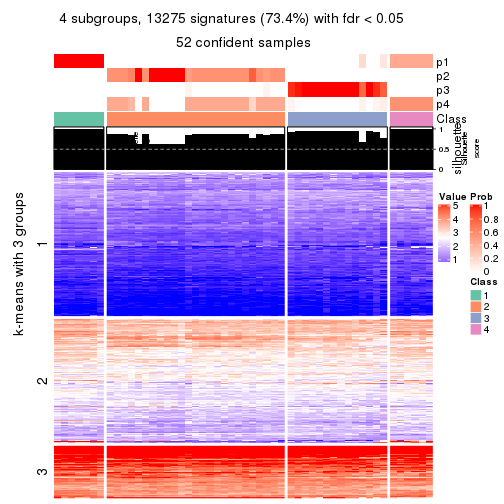 4 subgroups, 13275 signatures (73.4%) with fdr < 0.05
52 confident samples
p1
p2
p3
p4
Class
silhouette
Silhouette
score
1
0.5
0
k-means with 3 groups
1
2
3
Value
5
4
3
2
1
Prob
1
0.8
0.6
0.4
0.2
0
Class
1
2
3
4